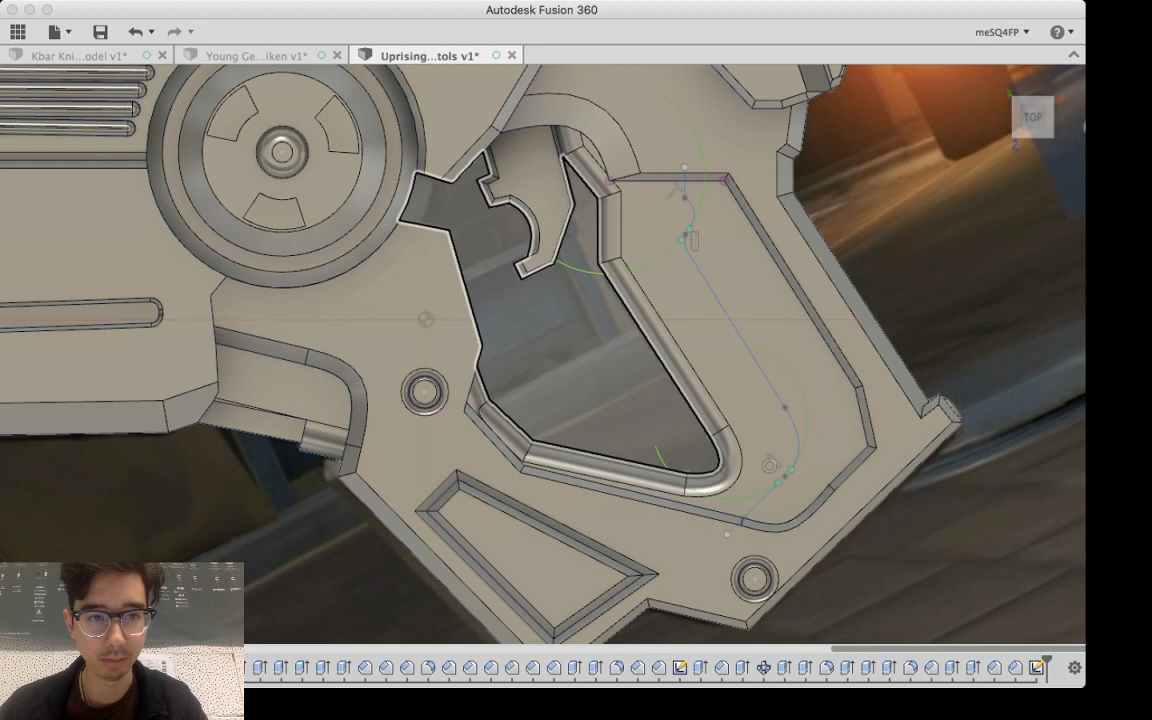 Autodesk Fusion 360
meSQ4FP
Kbar Kni...odel v1*
Young Ge...iken v1*
Uprising...tols v1*
TOP
Z